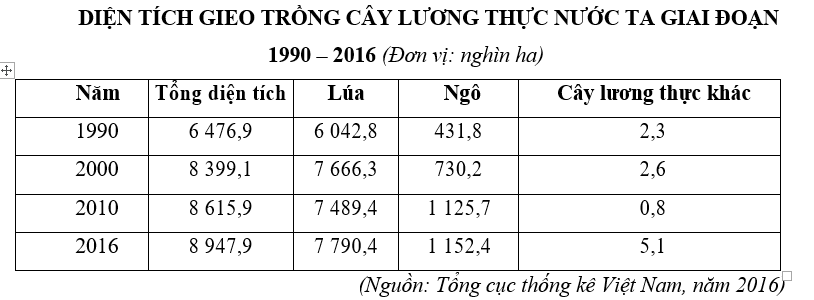 DIỆN TÍCH GIEO TRỒNG CÂY LƯƠNG THỰC NƯỚC TA GIAI ĐOẠN
1990 – 2016 (Đơn vị: nghìn ha)
Năm Tổng diện tích Lúa Ngô Cây lương thực khác
1990 6 476,9 6 042,8 431,8 2,3
2000 8 399,1 7 666,3 730,2 2,6
2010 8 615,9 7 489,4 1 125,7 0,8
2016 8 947,9 7 790,4 1 152,4 5,1
(Nguồn: Tổng cục thống kê Việt Nam, năm 2016)